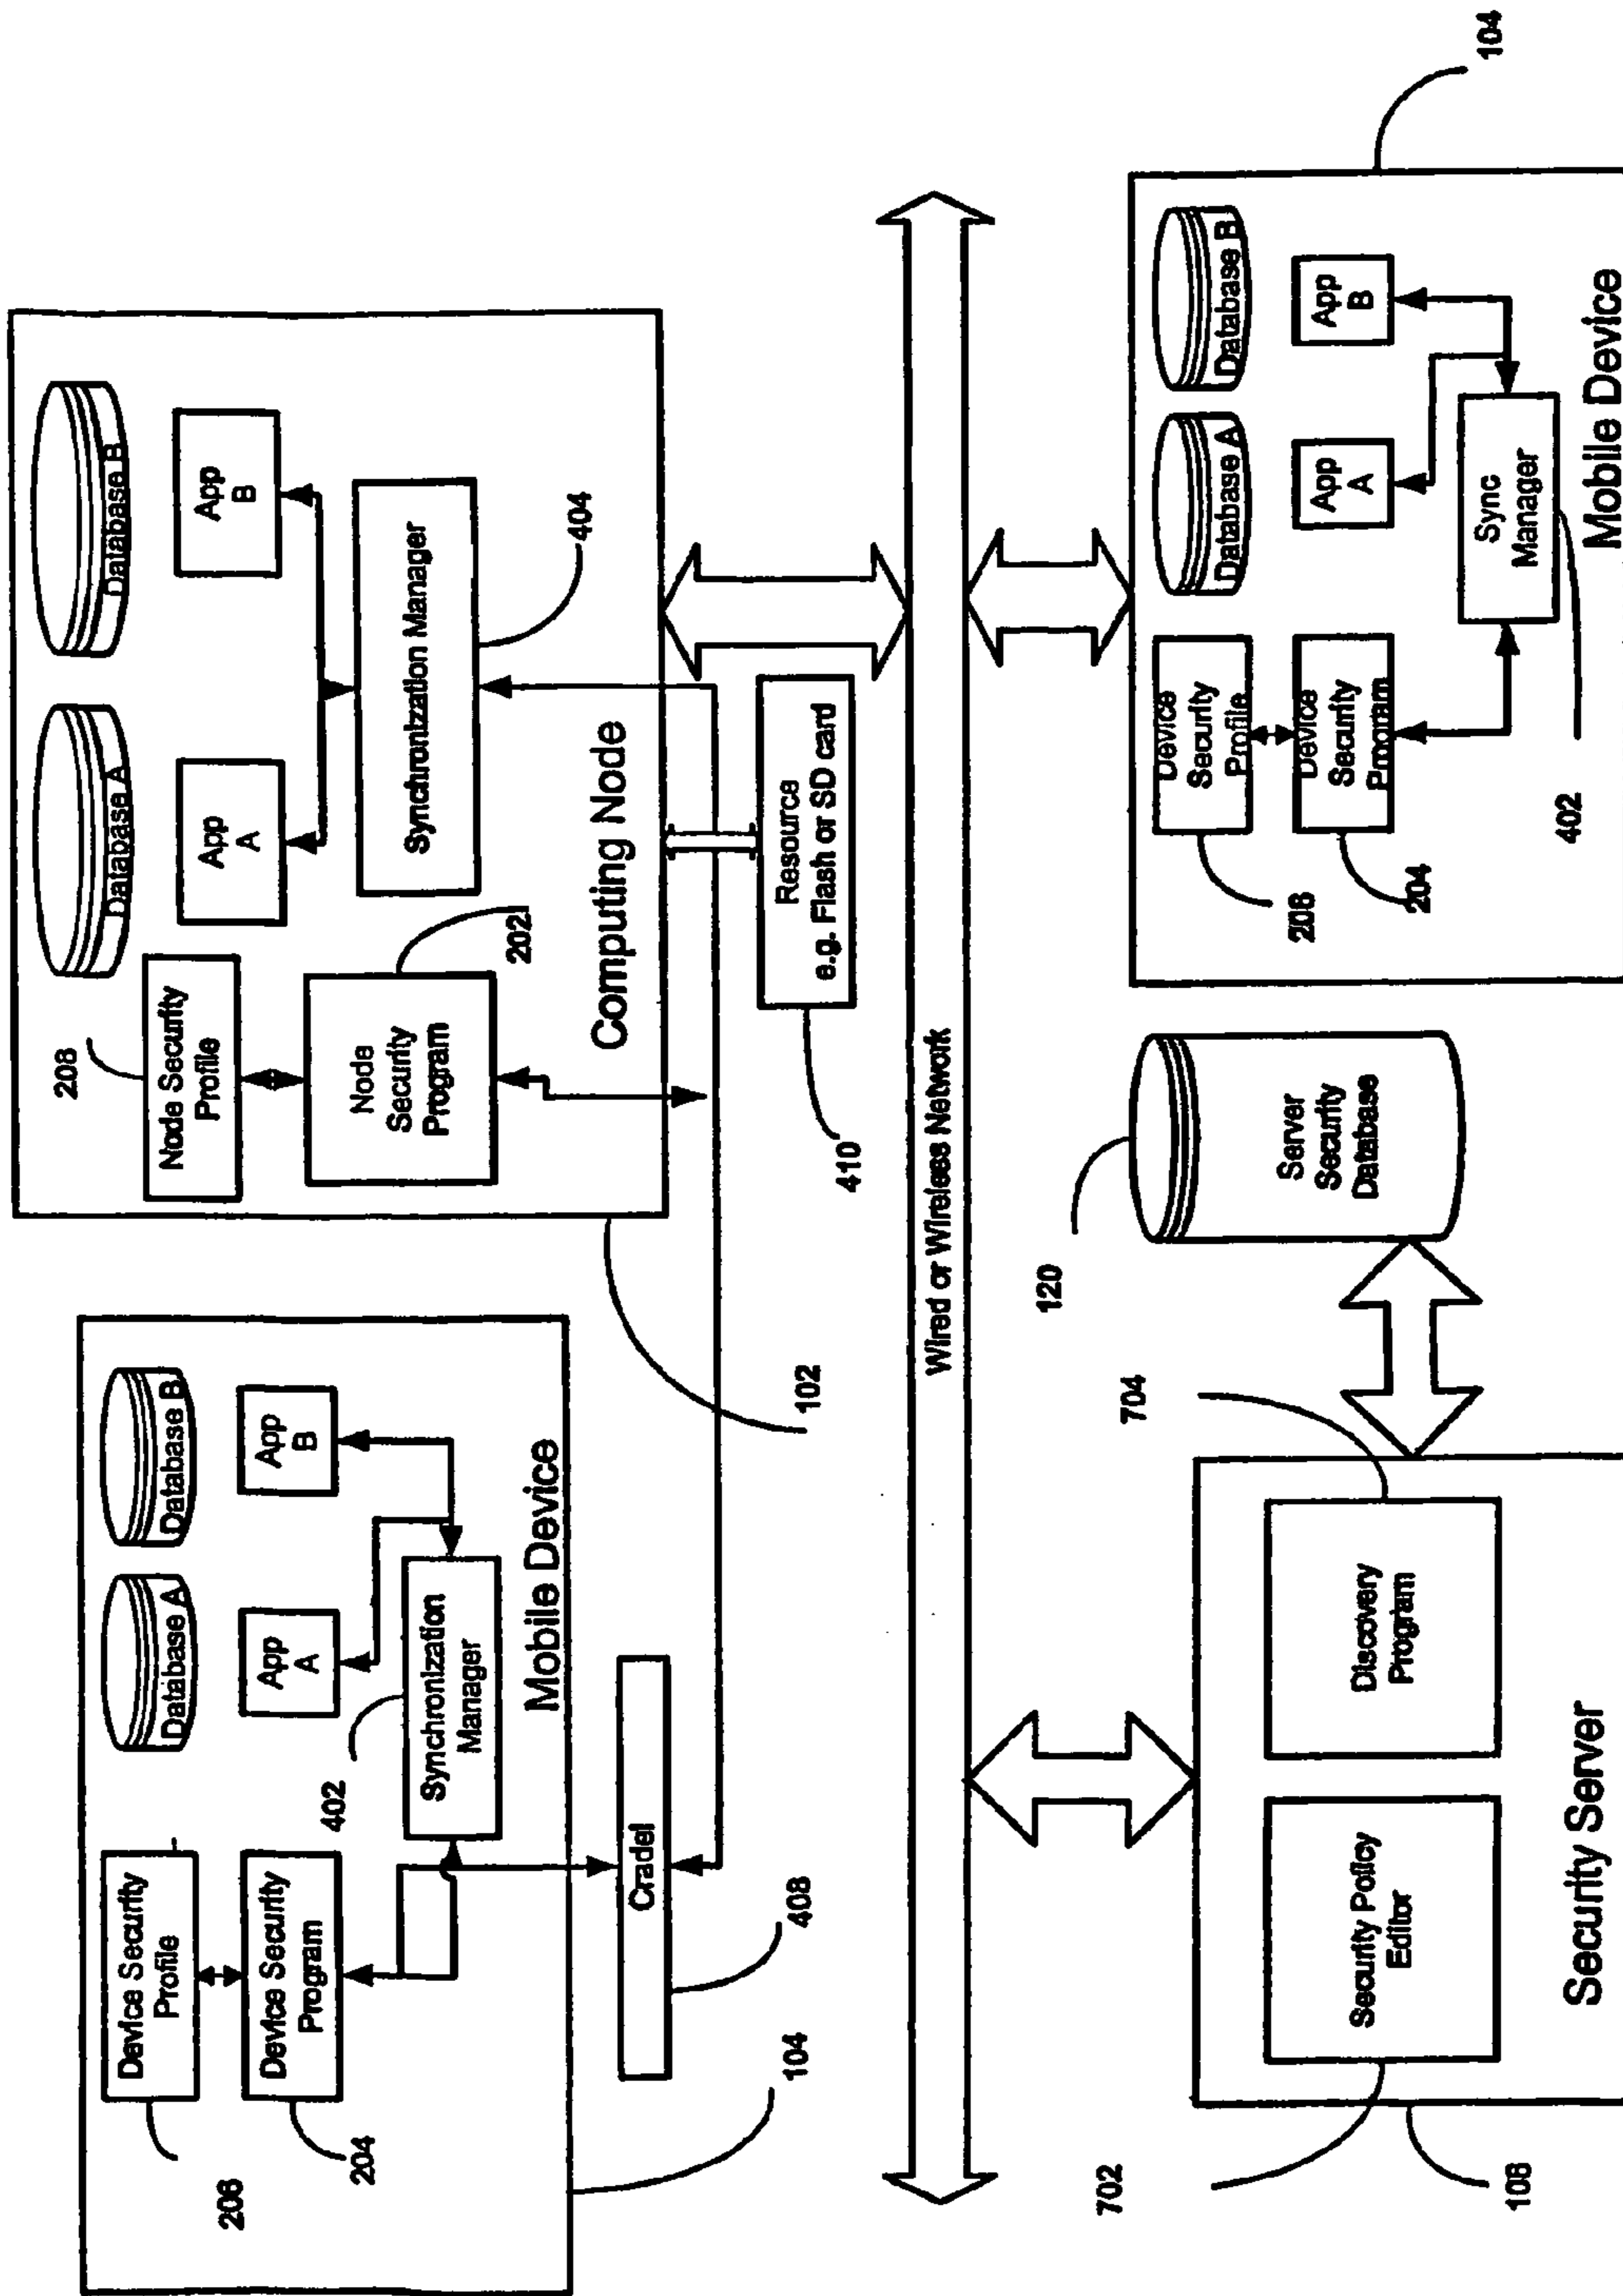 Device Security
Profile
206
Device Security
Program
204
Database A
Database B
App
A
App
B
402
Synchronization
Manager
Mobile Device
104
Cradel
408
208
Node Security
Profile
Node
Security
Program
202
Database A
Database B
App
A
App
B
Synchronization Manager
404
Computing Node
102
Resource
e.g. Flash or SD card
410
Wired or Wireless Network
702
Security Policy
Editor
704
Discovery
Program
Security Server
108
120
Server
Security
Database
Device
Security
Profile
206
Device
Security
Program
204
Database A
Database B
App
A
App
B
Sync
Manager
402
Mobile Device
104